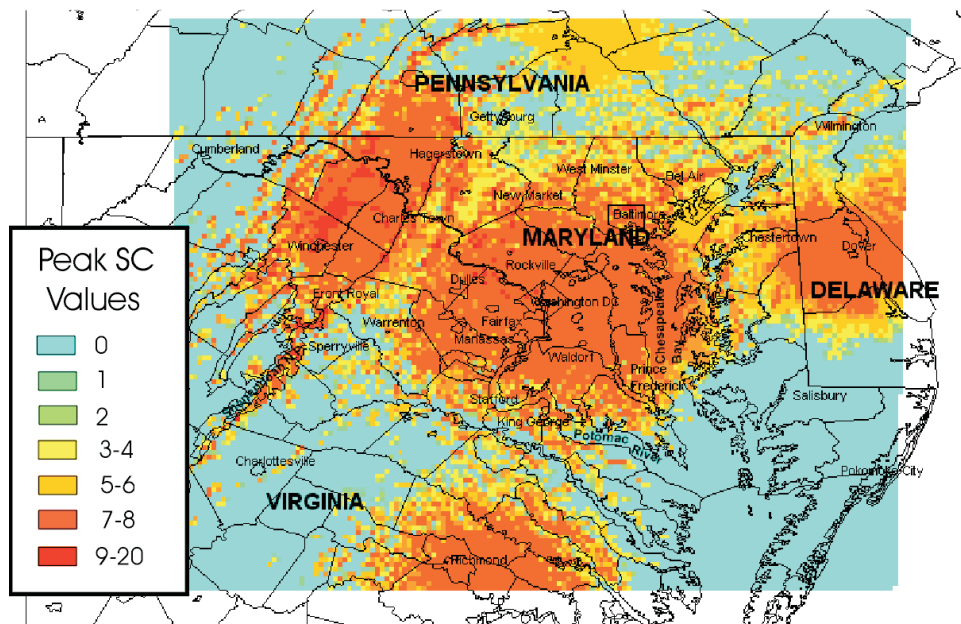 PENNSYLVANIA
A
Gettysburg
Wilmington
Cumberland
Hagerstown
West Minster
Bel Air
New Market
Charles Town
Baltimore
MARYLAND
Chestertown
Dover
Winchester
Rockville
Dulles
DELAWARE
Front Royal
Washington DC
Warrenton
Fairfax
Manassas
Chesapeake
Bay
Sperryville
Waldorf
Prince
Frederick
Stafford
Salisbury
King George
Potomac
River
Charlottesville
Pokomoke City
VIRGINIA
Richmond
Peak SC
Values
0
1
2
3-4
5-6
7-8
9-20